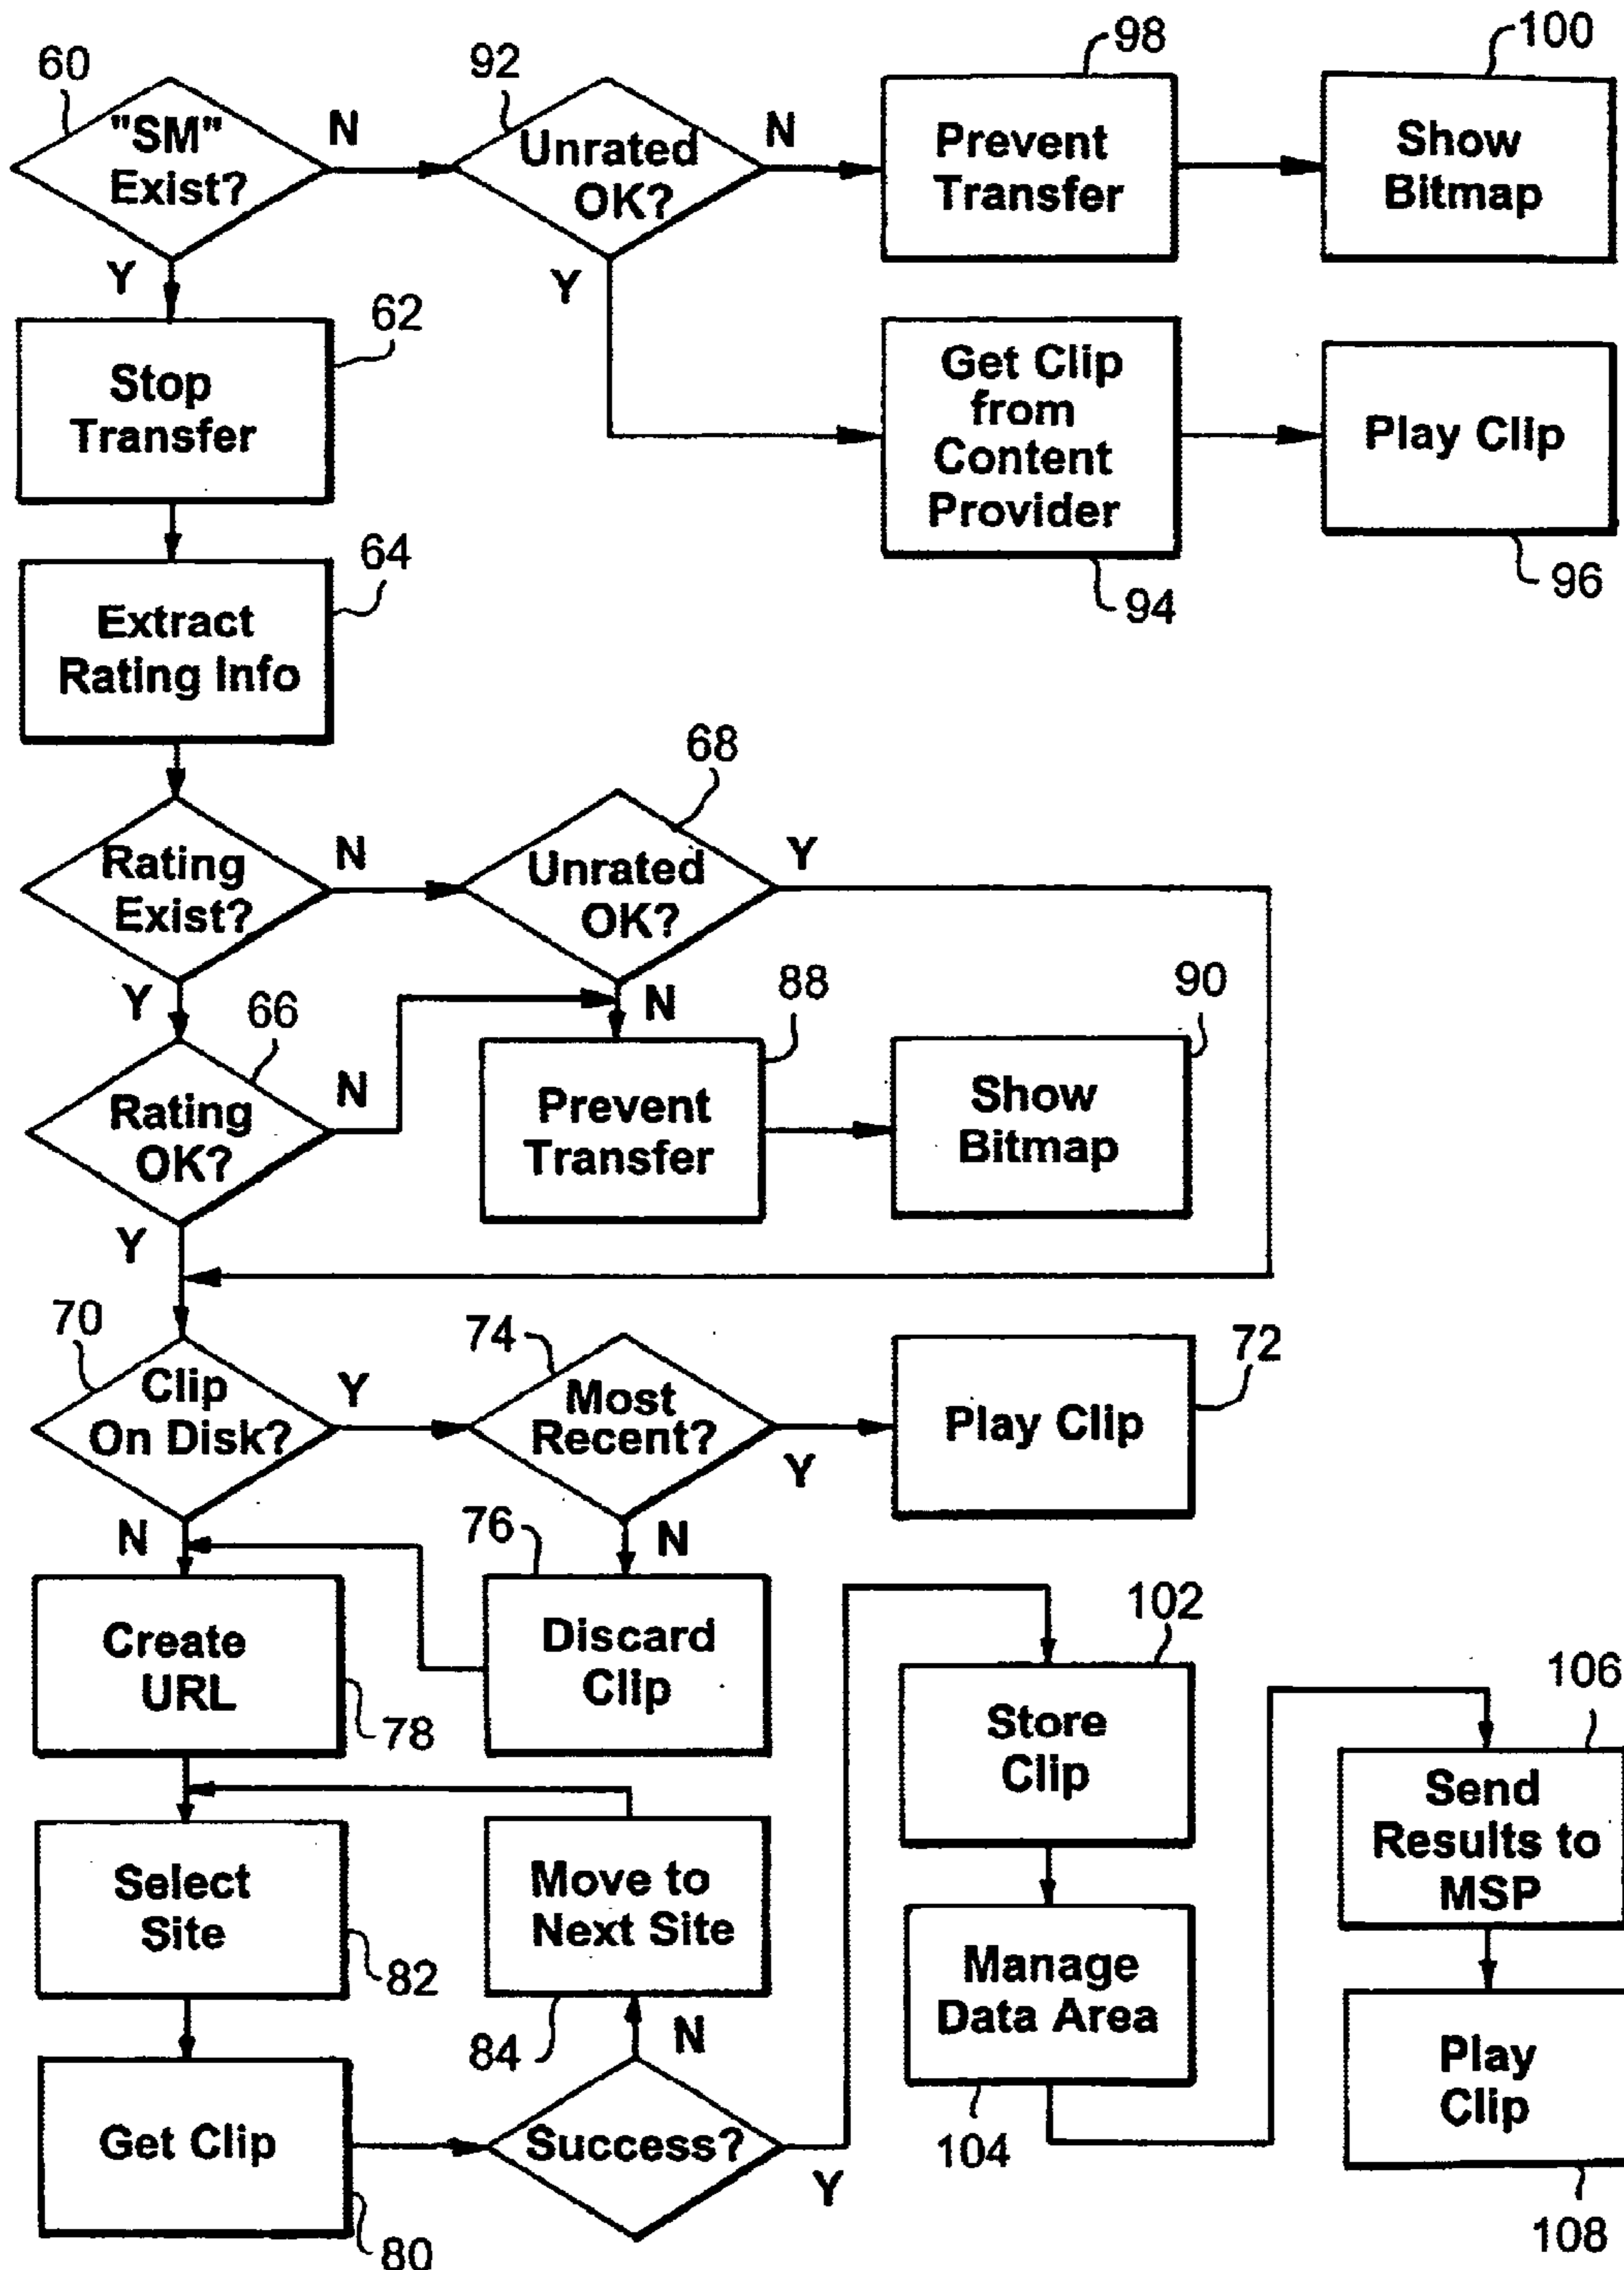 60
"SM"
Exist?
N
92
Unrated
OK?
N
98
Prevent
Transfer
100
Show
Bitmap
Y
62
Stop
Transfer
Y
Get Clip
from
Content
Provider
94
Play Clip
96
64
Extract
Rating Info
Rating
Exist?
N
68
Unrated
OK?
Y
Y
66
Rating
OK?
N
N
88
Prevent
Transfer
90
Show
Bitmap
Y
70
Clip
On Disk?
Y
74
Most
Recent?
Y
72
Play Clip
N
N
76
Discard
Clip
Create
URL
78
Select
Site
82
Move to
Next Site
84
Get Clip
80
N
Success?
Y
102
Store
Clip
Manage
Data Area
104
106
Send
Results to
MSP
Play
Clip
108